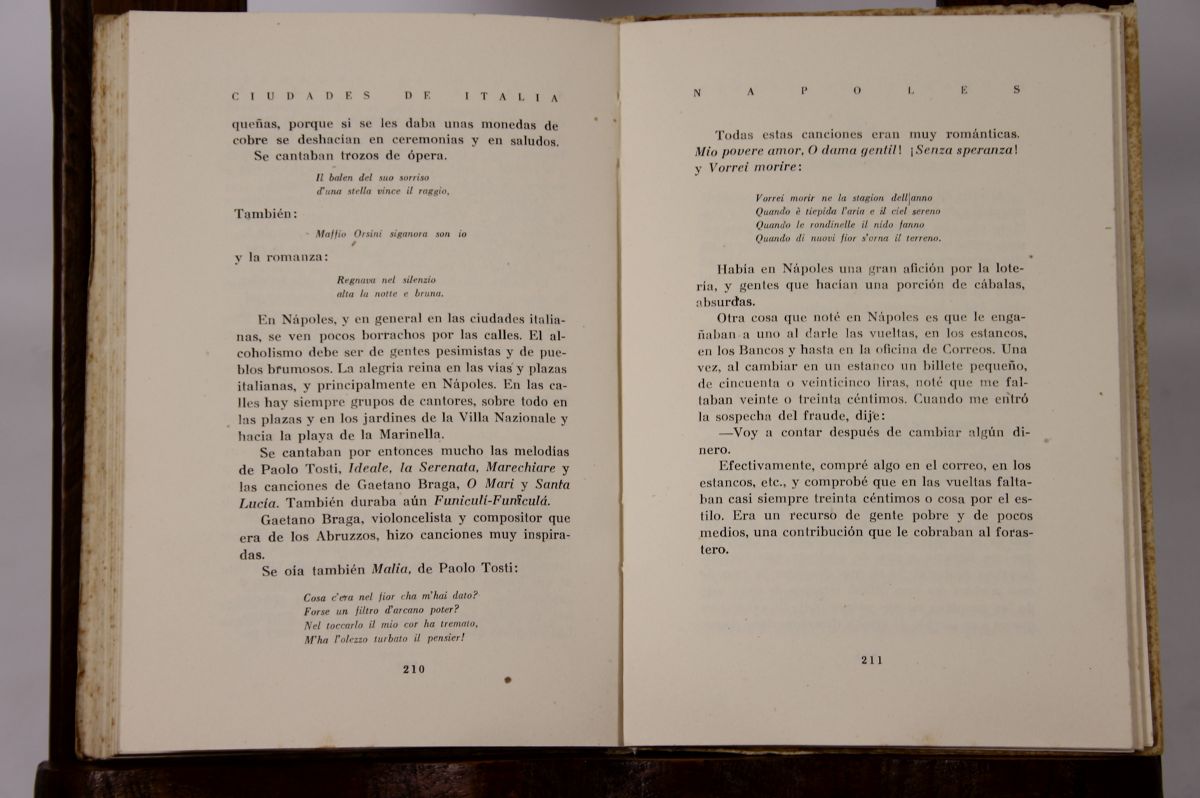 CIUDADES DE ITALIA
queñas, porque si se les daba unas monedas de
cobre se deshacían en ceremonias y en saludos.
Se cantaban trozos de ópera.
Il balen del suo sorriso
d'una stella vince il raggio,
También:
Maffio Orsini siganora son io
y la romanza:
Regnava nel silenzio
alta la notte e bruna.
En Nápoles, y en general en las ciudades italia-
nas, se ven pocos borrachos por las calles. El al-
coholismo debe ser de gentes pesimistas y de pue-
blos brumosos. La alegría reina en las vías y plazas
italianas, y principalmente en Nápoles. En las ca-
lles hay siempre grupos de cantores, sobre todo en
las plazas y en los jardines de la Villa Nazionale y
hacia la playa de la Marinella.
Se cantaban por entonces mucho las melodías
de Paolo Tosti, Ideale, la Serenata, Marechiare y
las canciones de Gaetano Braga, O Mari y Santa
Lucía. También duraba aún Funiculí-Funiculá.
Gaetano Braga, violoncelista y compositor que
era de los Abruzzos, hizo canciones muy inspira-
das.
Se oía también Malia, de Paolo Tosti:
Cosa c'era nel fior cha m'hai dato?
Forse un filtro d'arcano poter?
Nel toccarlo il mio cor ha tremato,
M'ha l'olezzo turbato il pensier!
210
NAPOLES
Todas estas canciones eran muy románticas.
Mio povere amor, O dama gentil! ¡Senza speranza!
y Vorrei morire:
Vorrei morir ne la stagion dell anno
Quando è tiepida l'aria e il ciel sereno
Quando le rondinelle il nido fanno
Quando di nuovi fior s'orna il terreno.
Había en Nápoles una gran afición por la lote-
ría, y gentes que hacían una porción de cábalas,
absurdas.
Otra cosa que noté en Nápoles es que le enga-
ñaban a uno al darle las vueltas, en los estancos,
en los Bancos y hasta en la oficina de Correos. Una
vez, al cambiar en un estanco un billete pequeño,
de cincuenta o veinticinco liras, noté que me fal-
taban veinte o treinta céntimos. Cuando me entró
la sospecha del fraude, dije:
—Voy a contar después de cambiar algún di-
nero.
Efectivamente, compré algo en el correo, en los
estancos, etc., y comprobé que en las vueltas falta-
ban casi siempre treinta céntimos o cosa por el es-
tilo. Era un recurso de gente pobre y de pocos
medios, una contribución que le cobraban al foras-
tero.
211